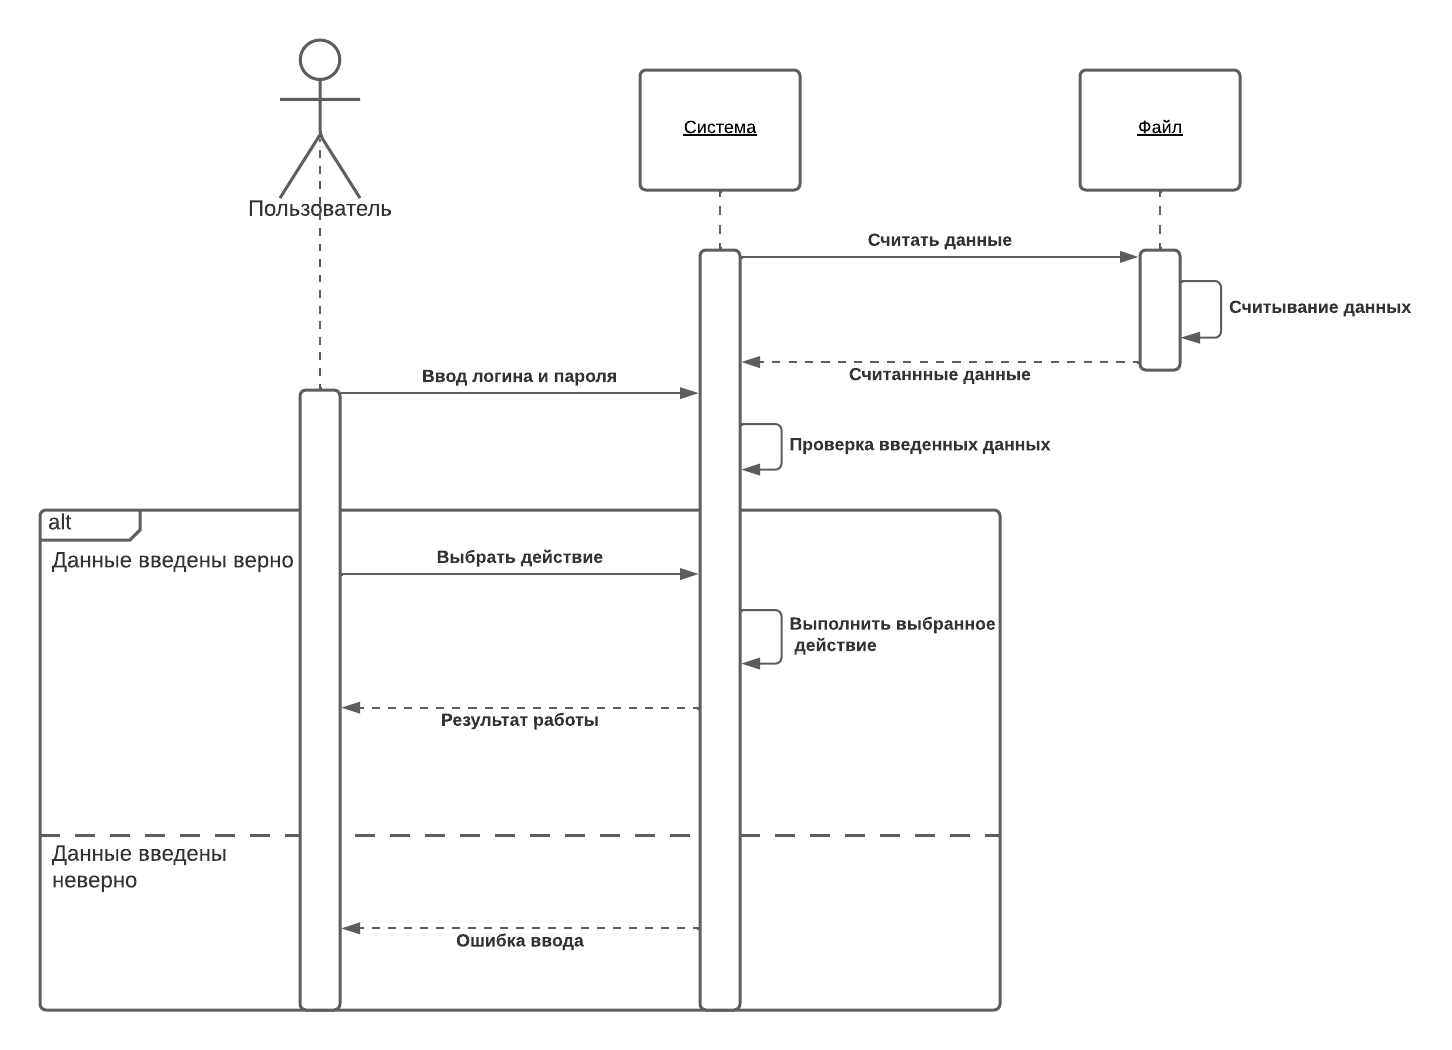 Система
Файл
Пользователь
Считать данные
Считывание данных
Считаннные данные
Ввод логина и пароля
Проверка введенных данных
alt
Данные введены верно
Выбрать действие
Выполнить выбранное
действие
Результат работы
Данные введены
неверно
Ошибка ввода